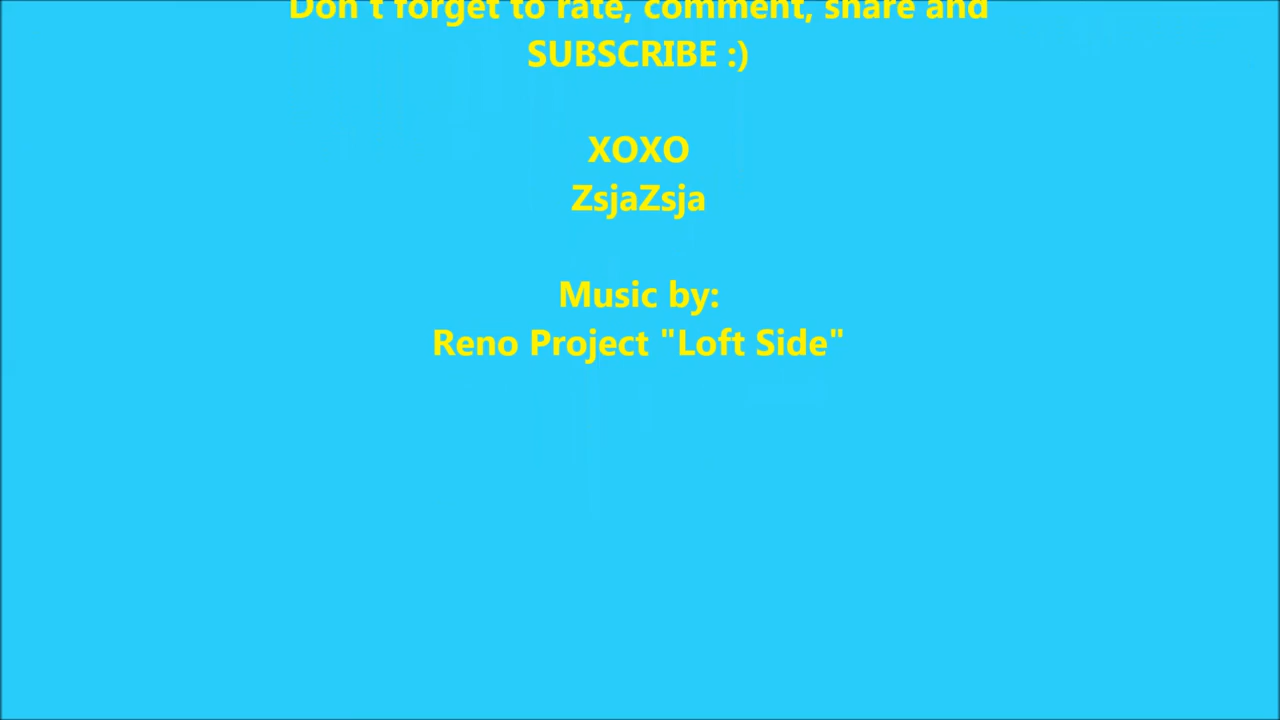 Don't forget to rate, comment, share and
SUBSCRIBE :)
XOXO
ZsjaZsja
Music by:
Reno Project "Loft Side"